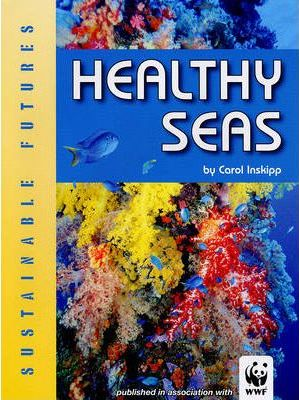 SUSTAINABLE FUTURES
HEALTHY
SEAS
by Carol Inskipp
published in association with
WWF